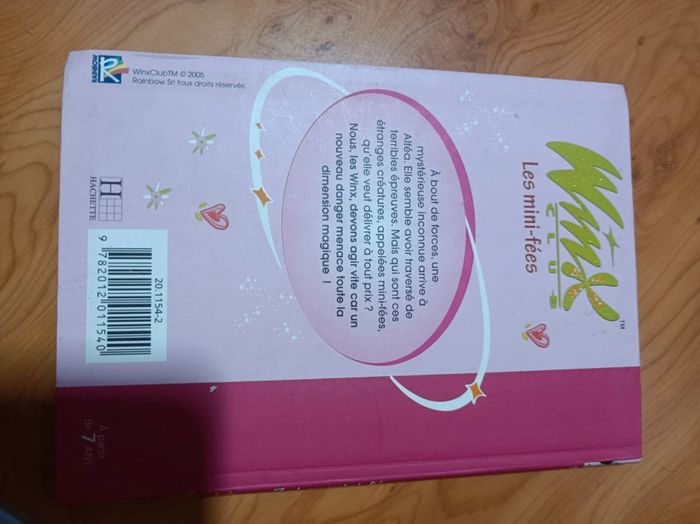 WinX
CLUB
TM
Les mini-fées
À bout de forces, une
mystérieuse inconnue arrive à
Alféa. Elle semble avoir traversé de
terribles épreuves. Mais qui sont ces
étranges créatures, appelées mini-fées,
qu'elle veut délivrer à tout prix ?
Nous, les Winx, devons agir vite car un
nouveau danger menace toute la
dimension magique !
RAINBOW
WinxClubTM © 2005
Rainbow Srl tous droits réservés.
H
HACHETTE
20.1154-2
9 782012 011540
À partir
de 7 ANS